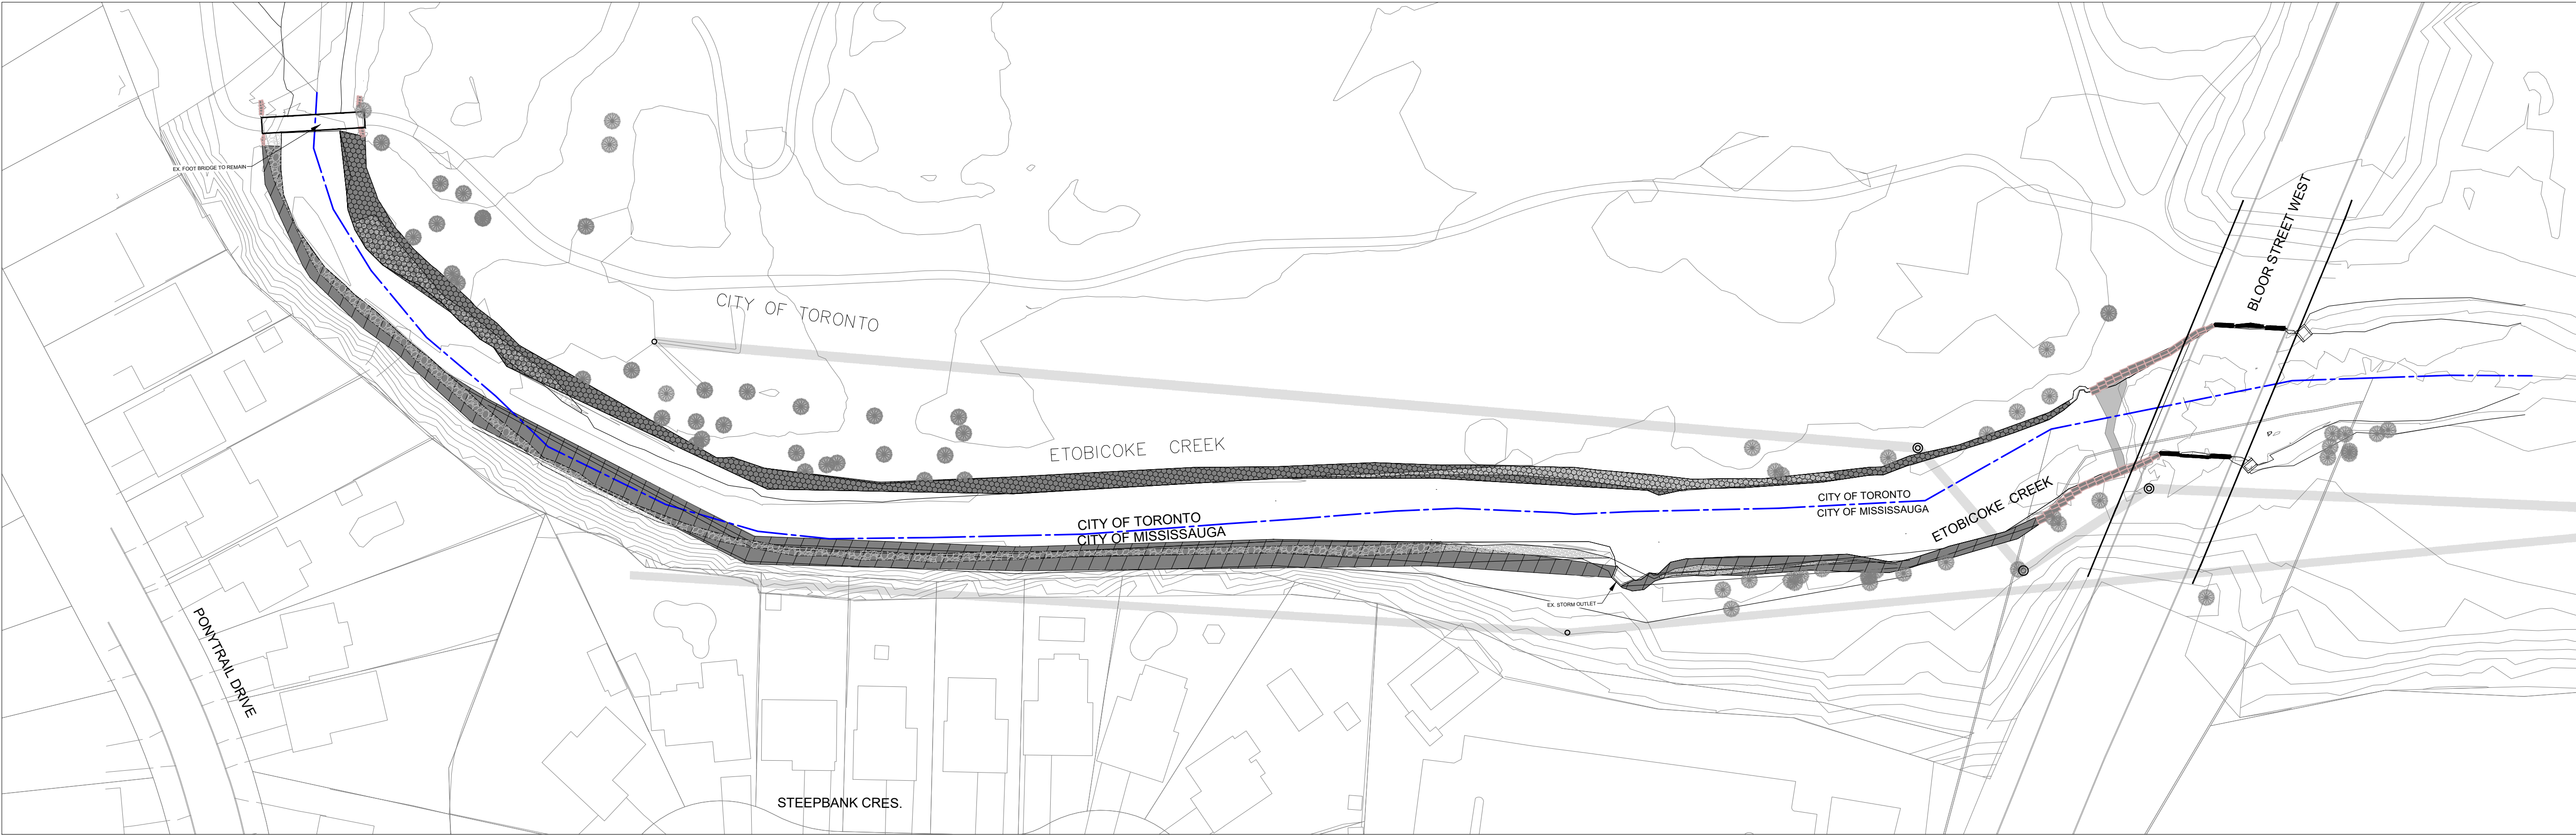 EX. FOOT BRIDGE TO REMAIN
BLOOR STREET WEST
CITY OF TORONTO
ETOBICOKE CREEK
CITY OF TORONTO
CITY OF MISSISSAUGA
CITY OF TORONTO
CITY OF MISSISSAUGA
ETOBICOKE CREEK
EX. STORM OUTLET
PONYTRAIL DRIVE
STEEPBANK CRES.